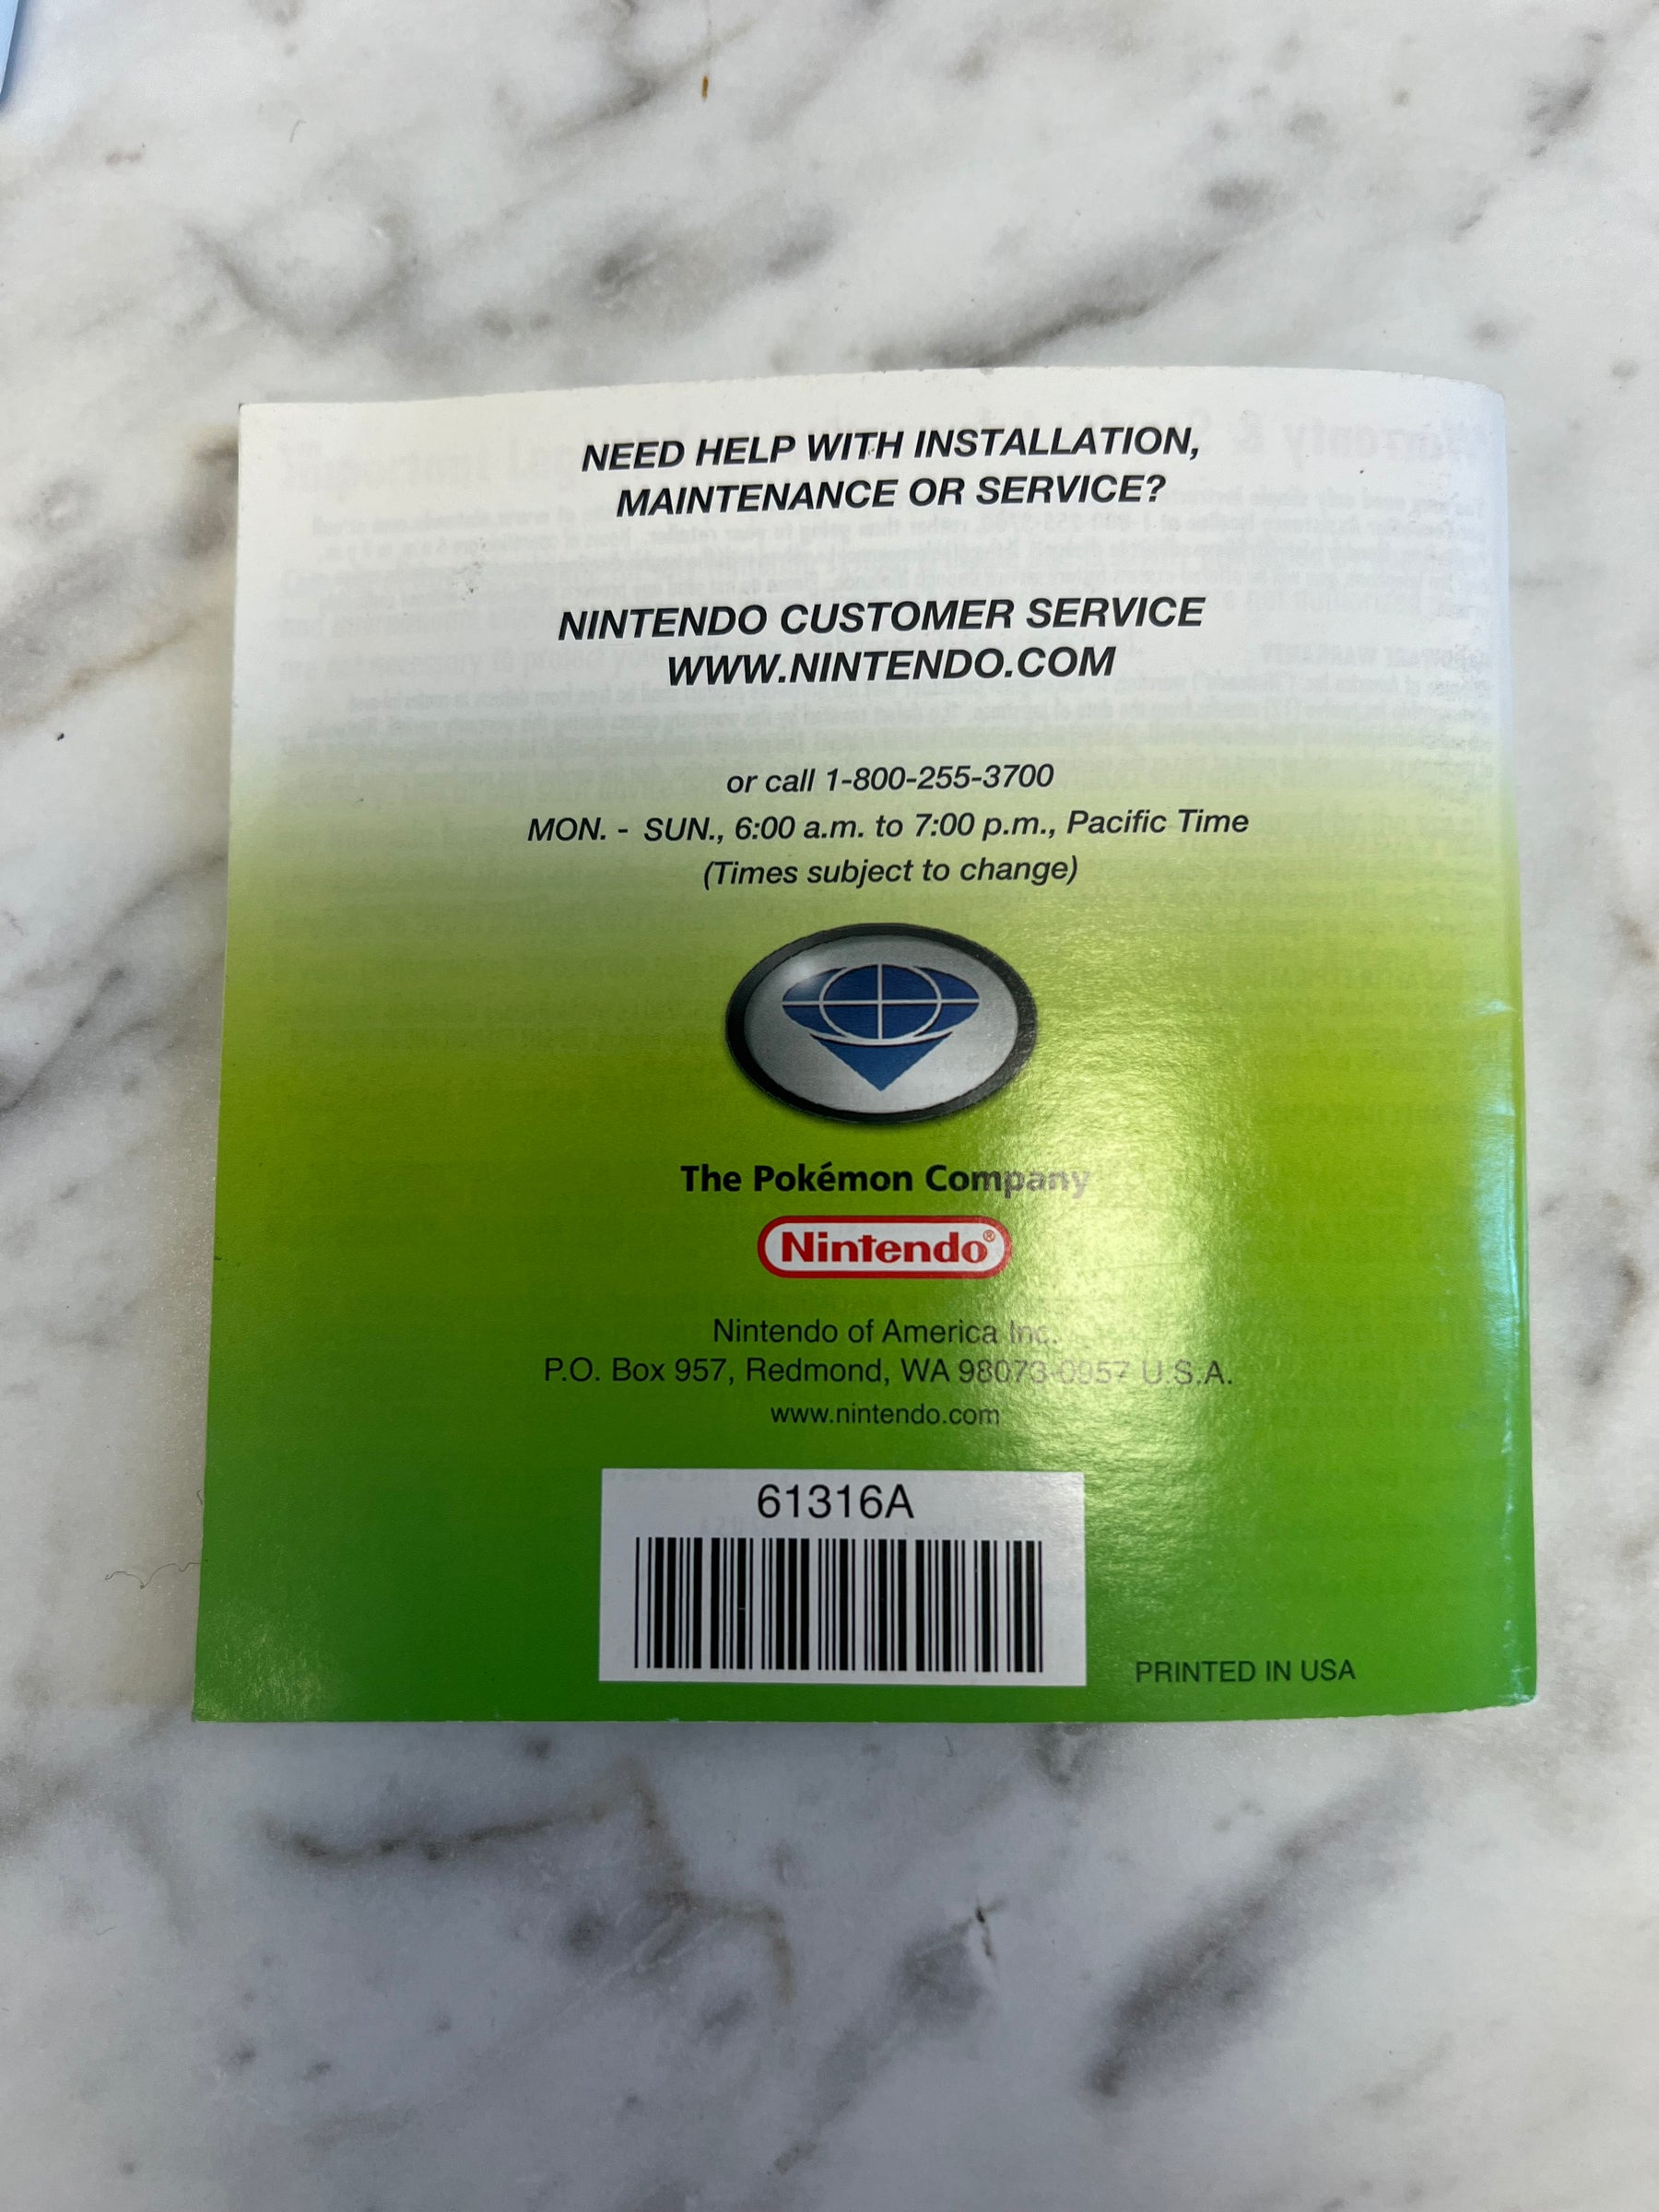 NEED HELP WITH INSTALLATION,
MAINTENANCE OR SERVICE?
NINTENDO CUSTOMER SERVICE
WWW.NINTENDO.COM
or call 1-800-255-3700
MON. - SUN., 6:00 a.m. to 7:00 p.m., Pacific Time
(Times subject to change)
The Pokémon Company
Nintendo®
Nintendo of America Inc.
P.O. Box 957, Redmond, WA 98073-0957 U.S.A.
www.nintendo.com
61316A
PRINTED IN USA